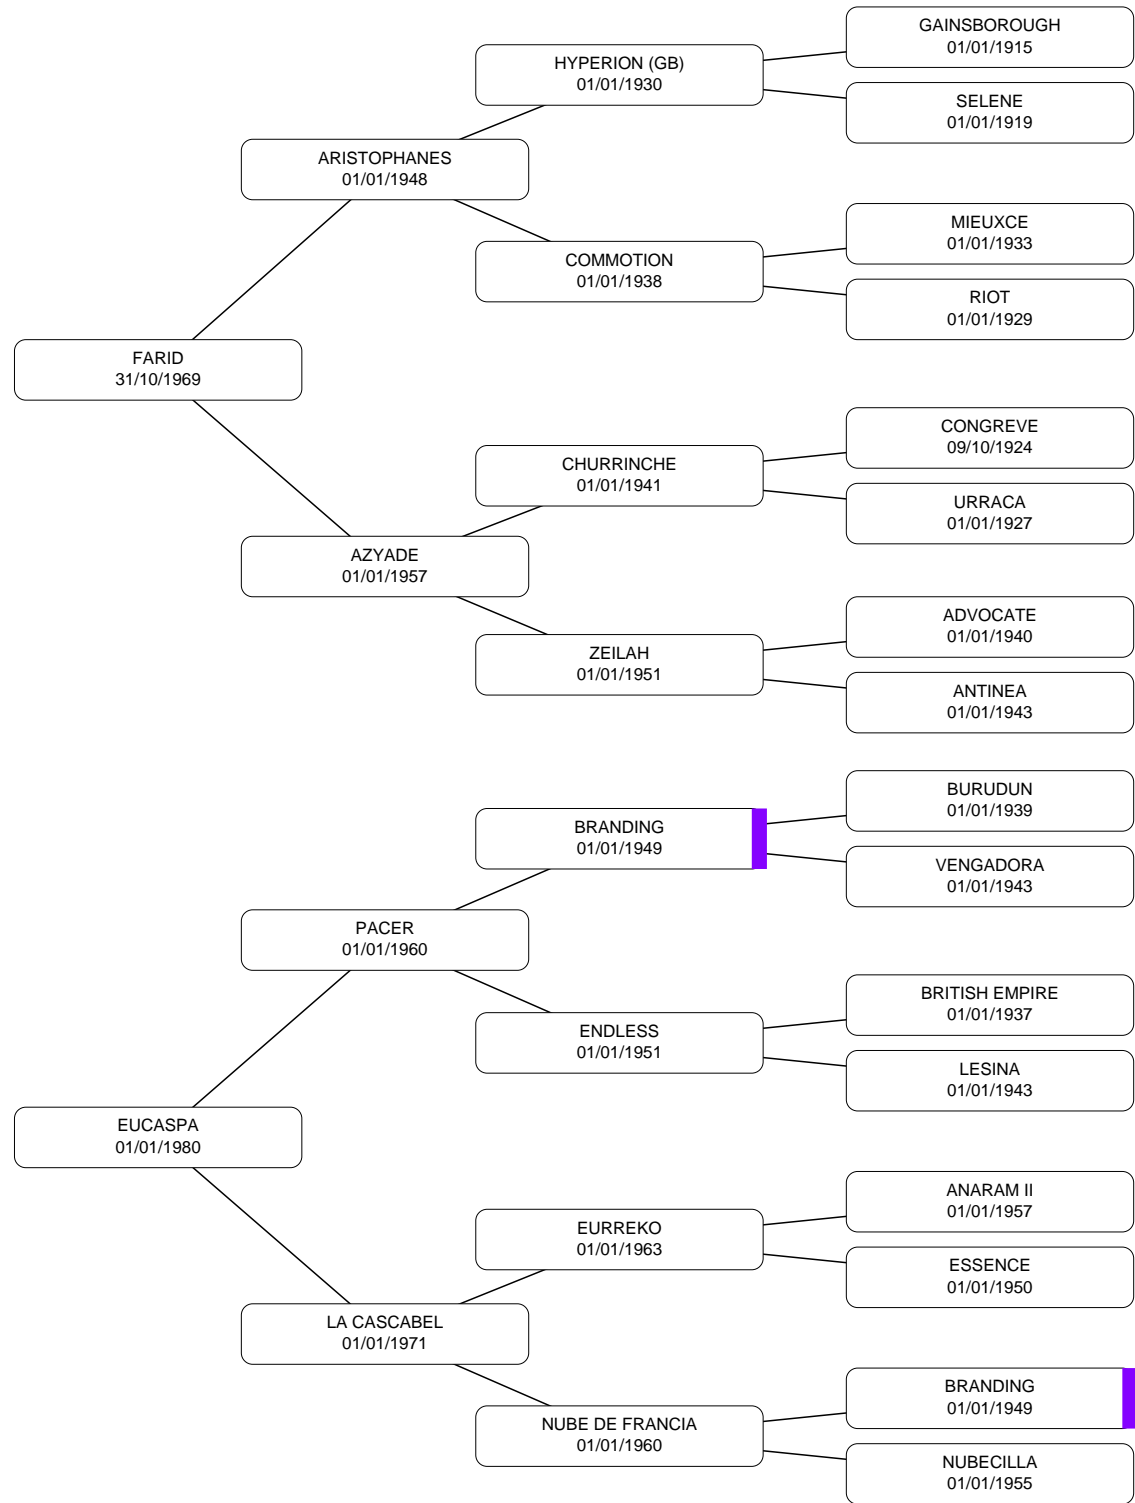 GAINSBOROUGH
01/01/1915
HYPERION (GB)
01/01/1930
SELENE
01/01/1919
ARISTOPHANES
01/01/1948
MIEUXCE
01/01/1933
COMMOTION
01/01/1938
RIOT
01/01/1929
FARID
31/10/1969
CONGREVE
09/10/1924
CHURRINCHE
01/01/1941
URRACA
01/01/1927
AZYADE
01/01/1957
ADVOCATE
01/01/1940
ZEILAH
01/01/1951
ANTINEA
01/01/1943
BURUDUN
01/01/1939
BRANDING
01/01/1949
VENGADORA
01/01/1943
PACER
01/01/1960
BRITISH EMPIRE
01/01/1937
ENDLESS
01/01/1951
LESINA
01/01/1943
EUCASPA
01/01/1980
ANARAM II
01/01/1957
EURREKO
01/01/1963
ESSENCE
01/01/1950
LA CASCABEL
01/01/1971
BRANDING
01/01/1949
NUBE DE FRANCIA
01/01/1960
NUBECILLA
01/01/1955